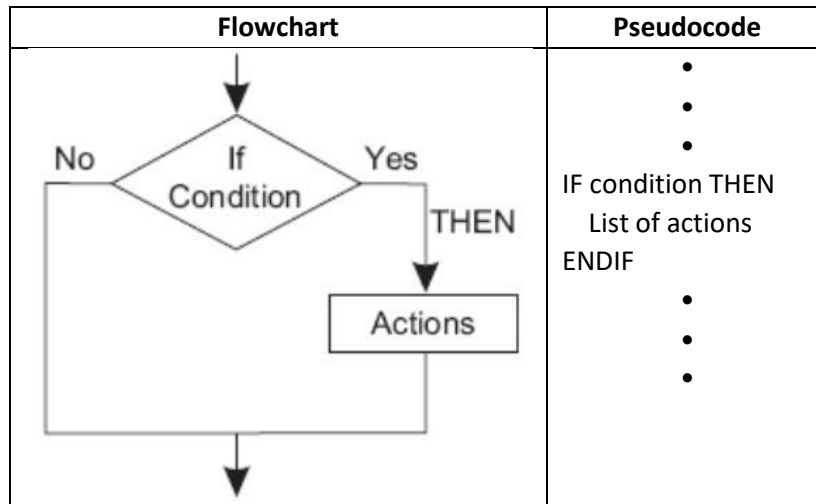 Flowchart
Pseudocode
No
If
Condition
Yes
THEN
Actions
•
•
•
IF condition THEN
List of actions
ENDIF
•
•
•